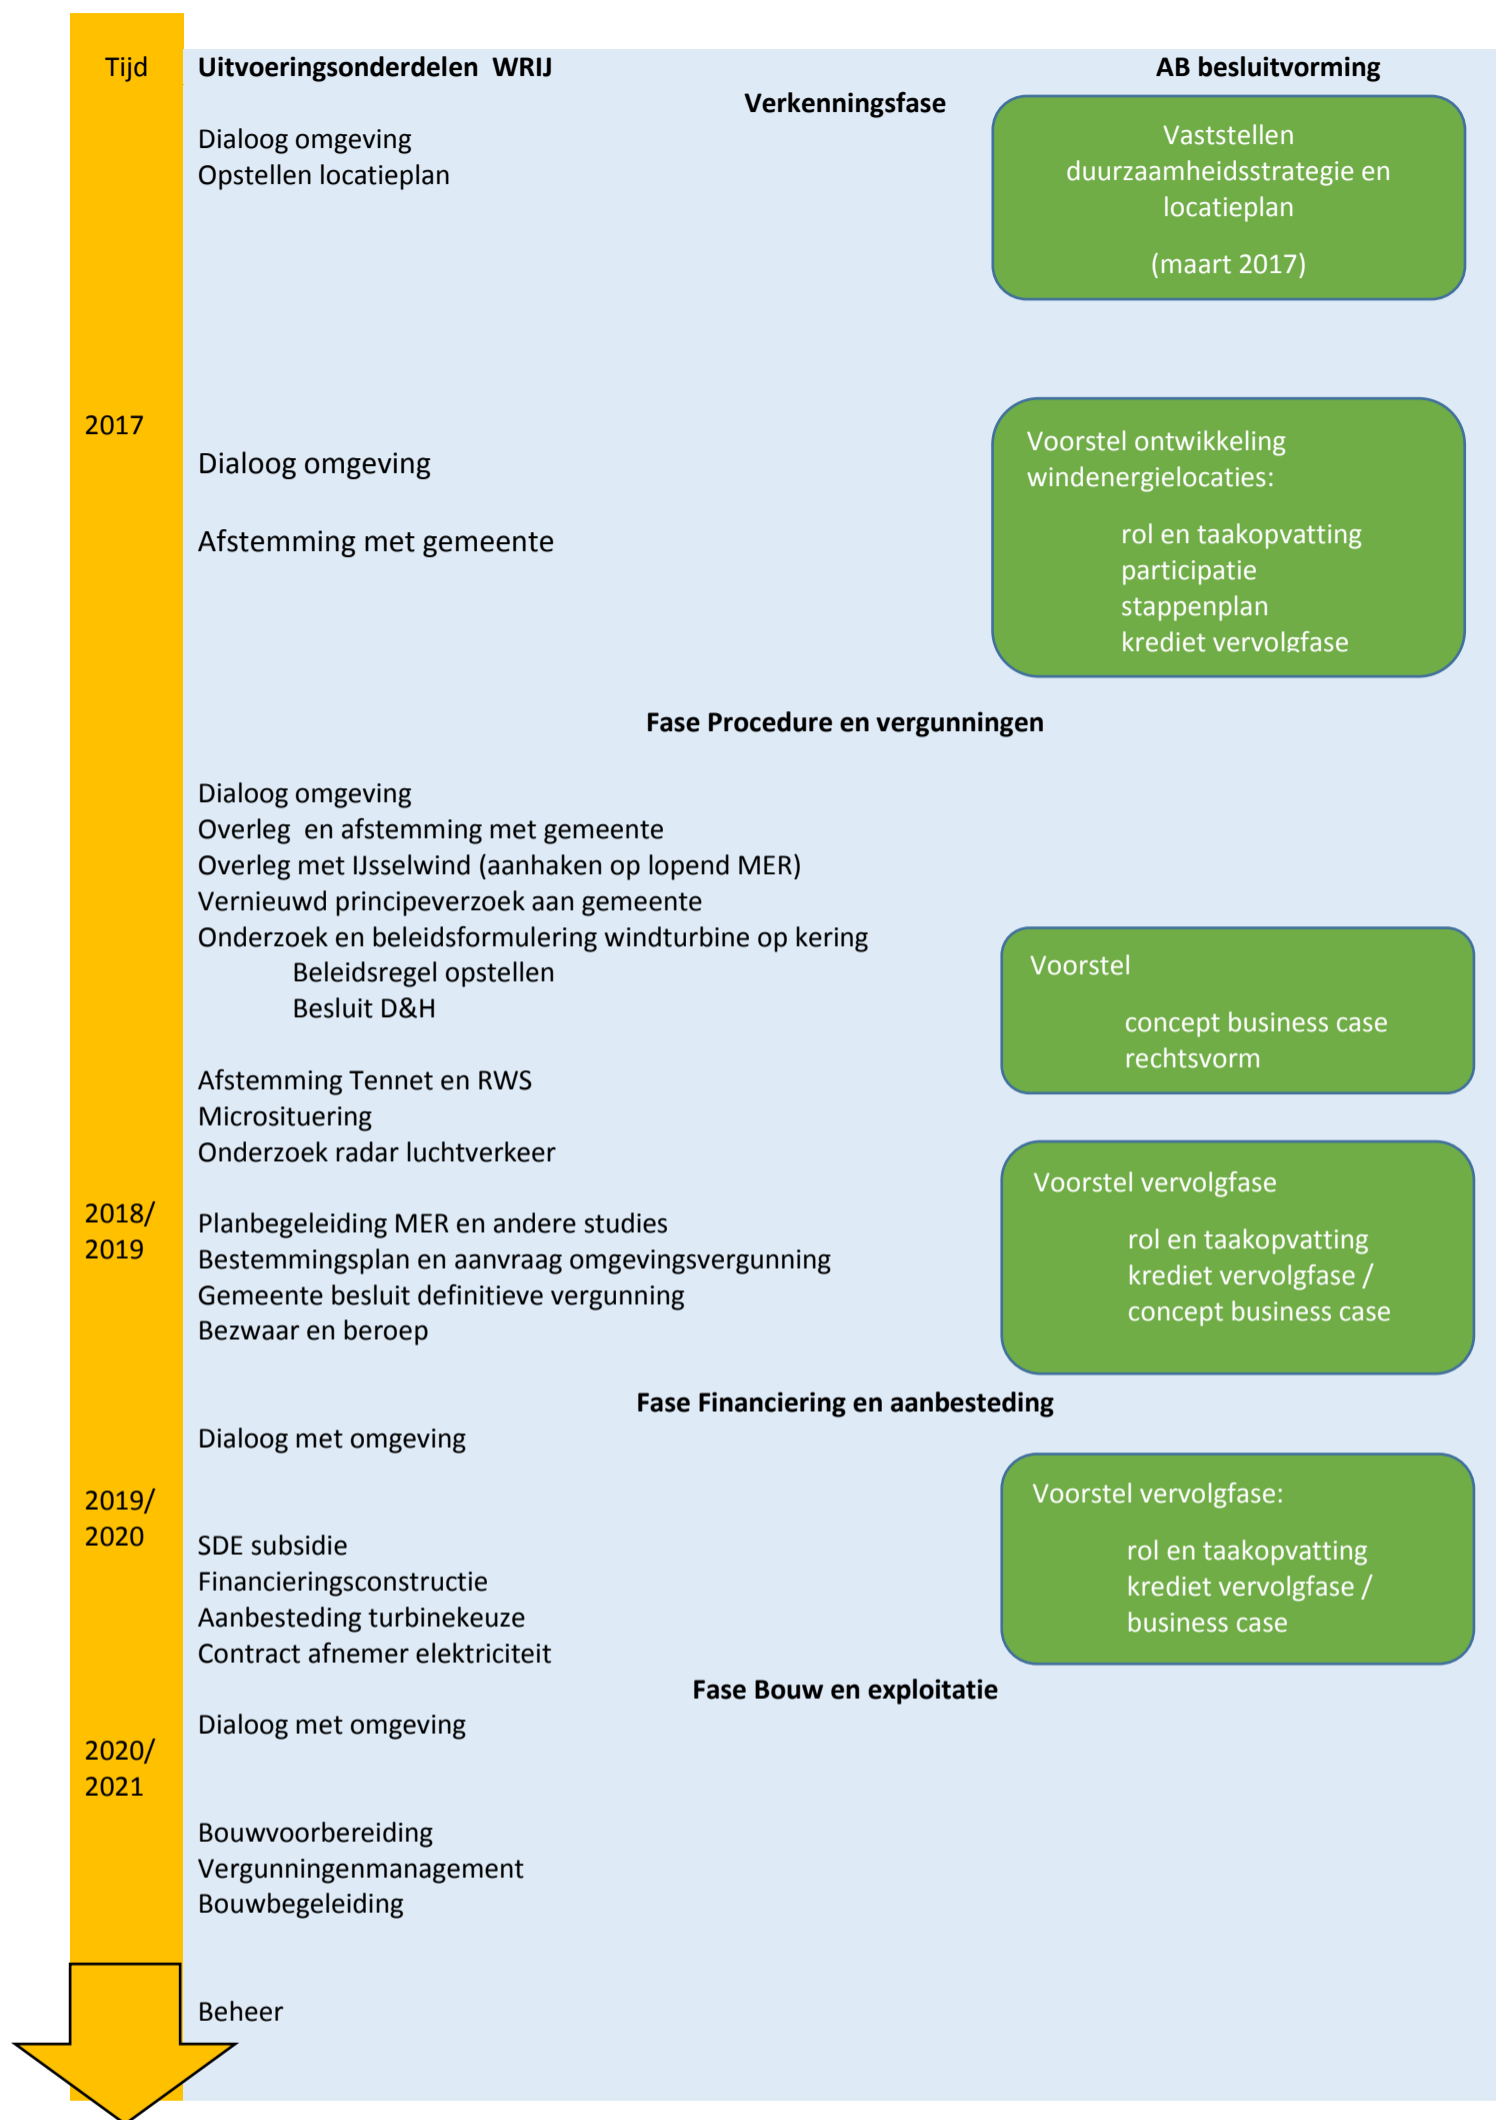 Tijd
Uitvoeringsonderdelen  WRIJ
AB besluitvorming
Verkenningsfase
Dialoog omgeving
Opstellen locatieplan
Vaststellen
duurzaamheidsstrategie en
locatieplan
(maart 2017)
2017
Dialoog omgeving
Afstemming met gemeente
Voorstel ontwikkeling
windenergielocaties:
rol en taakopvatting
participatie
stappenplan
krediet vervolgfase
Fase Procedure en vergunningen
Dialoog omgeving
Overleg  en afstemming met gemeente
Overleg met IJsselwind (aanhaken op lopend MER)
Vernieuwd principeverzoek aan gemeente
Onderzoek en beleidsformulering windturbine op kering
Beleidsregel opstellen
Besluit D&H
Voorstel
concept business case
rechtsvorm
Afstemming Tennet en RWS
Microsituering
Onderzoek radar luchtverkeer
2018/
2019
Planbegeleiding MER en andere studies
Bestemmingsplan en aanvraag omgevingsvergunning
Gemeente besluit definitieve vergunning
Bezwaar en beroep
Voorstel vervolgfase
rol en taakopvatting
krediet vervolgfase /
concept business case
Fase Financiering en aanbesteding
Dialoog met omgeving
2019/
2020
SDE subsidie
Financieringsconstructie
Aanbesteding turbinekeuze
Contract afnemer elektriciteit
Voorstel vervolgfase:
rol en taakopvatting
krediet vervolgfase /
business case
Fase Bouw en exploitatie
Dialoog met omgeving
2020/
2021
Bouwvoorbereiding
Vergunningenmanagement
Bouwbegeleiding
Beheer